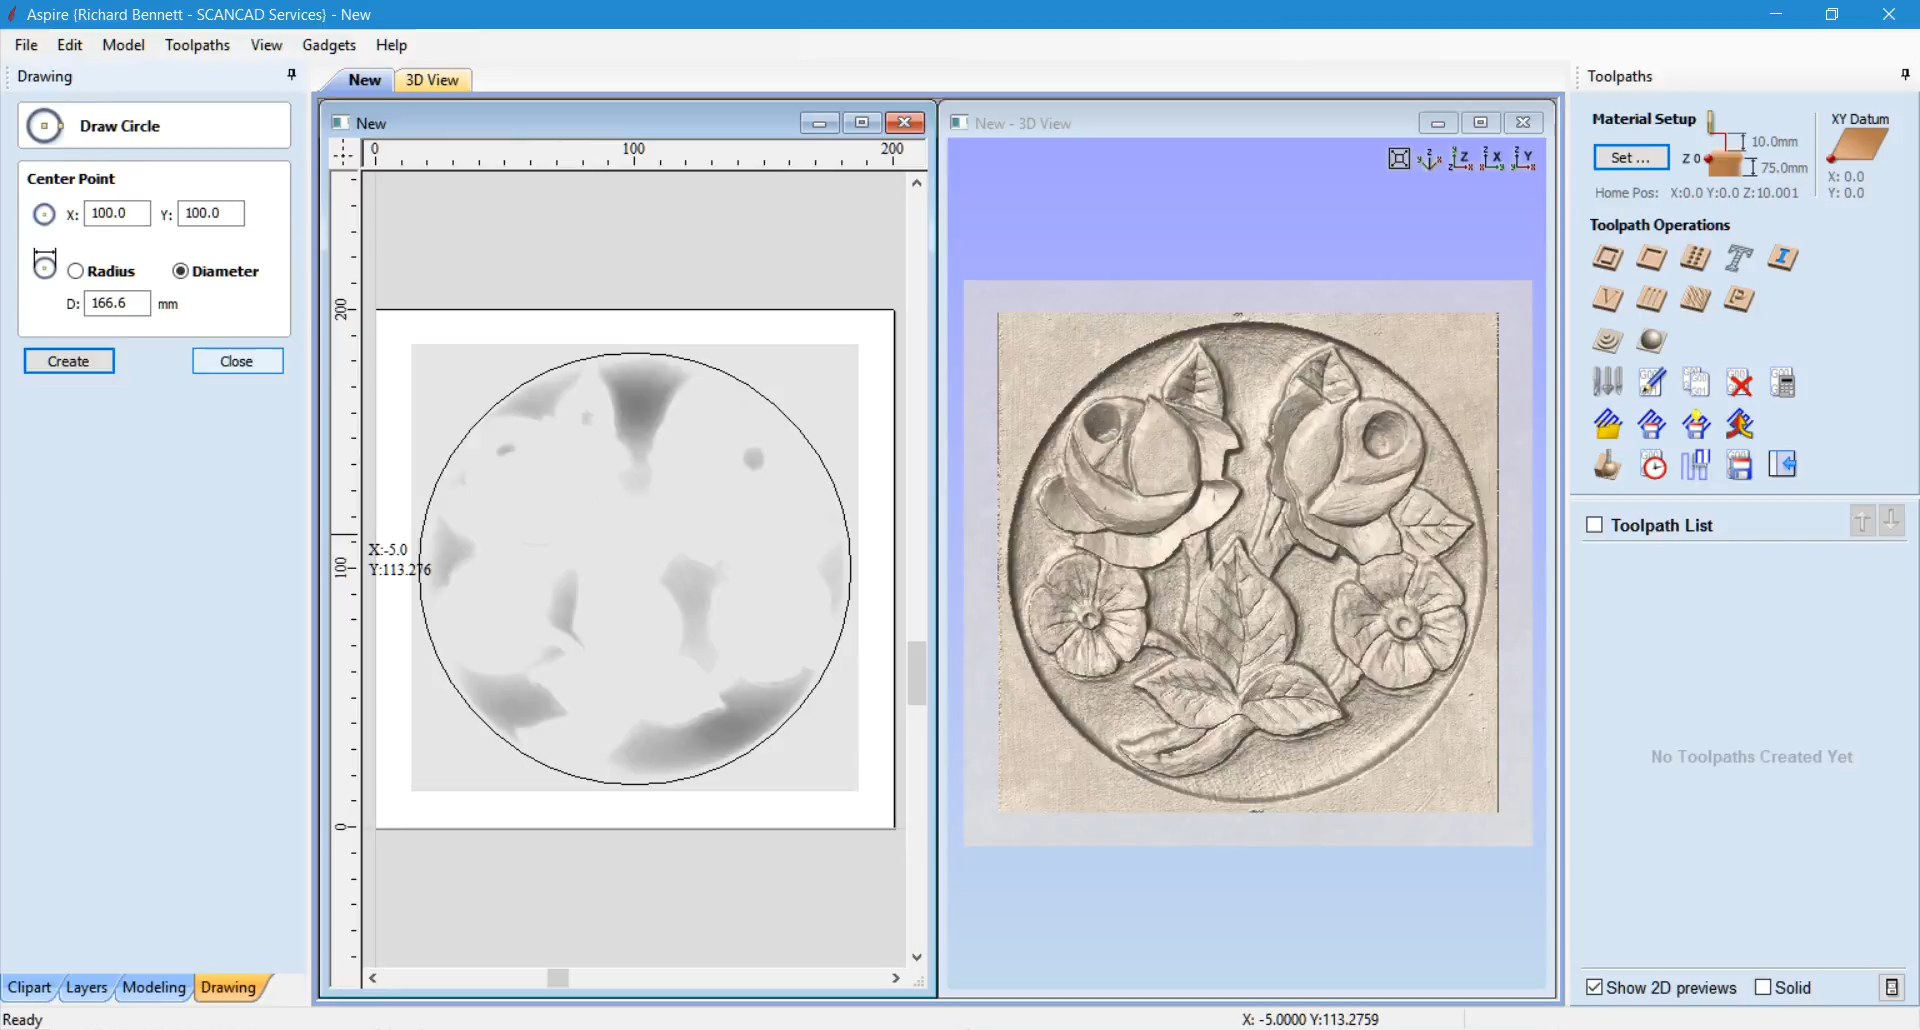 Aspire {Richard Bennett - SCANCAD Services} - New
File Edit Model Toolpaths View Gadgets Help
Drawing
Draw Circle
Center Point
X: 100.0 Y: 100.0
Radius Diameter
D: 166.6 mm
Create Close
Clipart Layers Modeling Drawing
Ready
New 3D View
New
0 100 200
200
100
0
X:-5.0
Y:113.276
New - 3D View
Z X Y
Toolpaths
Material Setup
Set ...
Z 0
10.0mm
75.0mm
Home Pos: X:0.0 Y:0.0 Z:10.001
XY Datum
X: 0.0
Y: 0.0
Toolpath Operations
Toolpath List
No Toolpaths Created Yet
Show 2D previews Solid
X: -5.0000 Y:113.2759